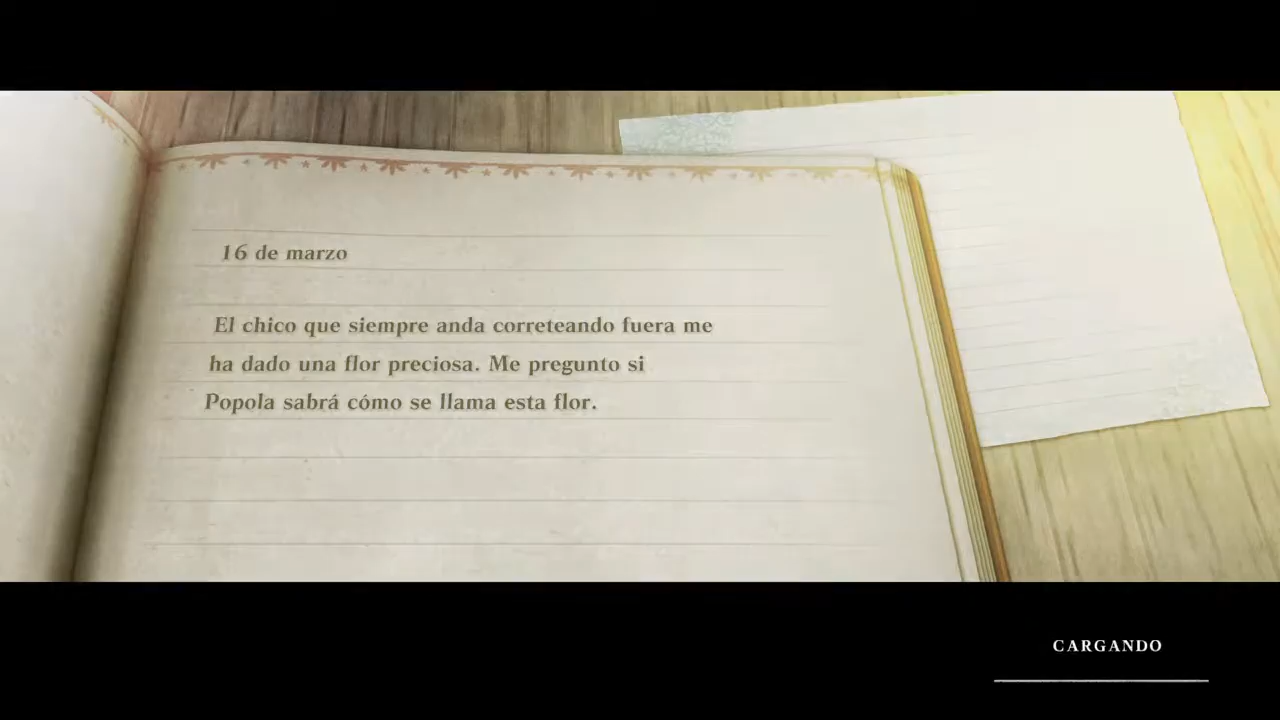 16 de marzo
El chico que siempre anda correteando fuera me
ha dado una flor preciosa. Me pregunto si
Popola sabrá cómo se llama esta flor.
CARGANDO